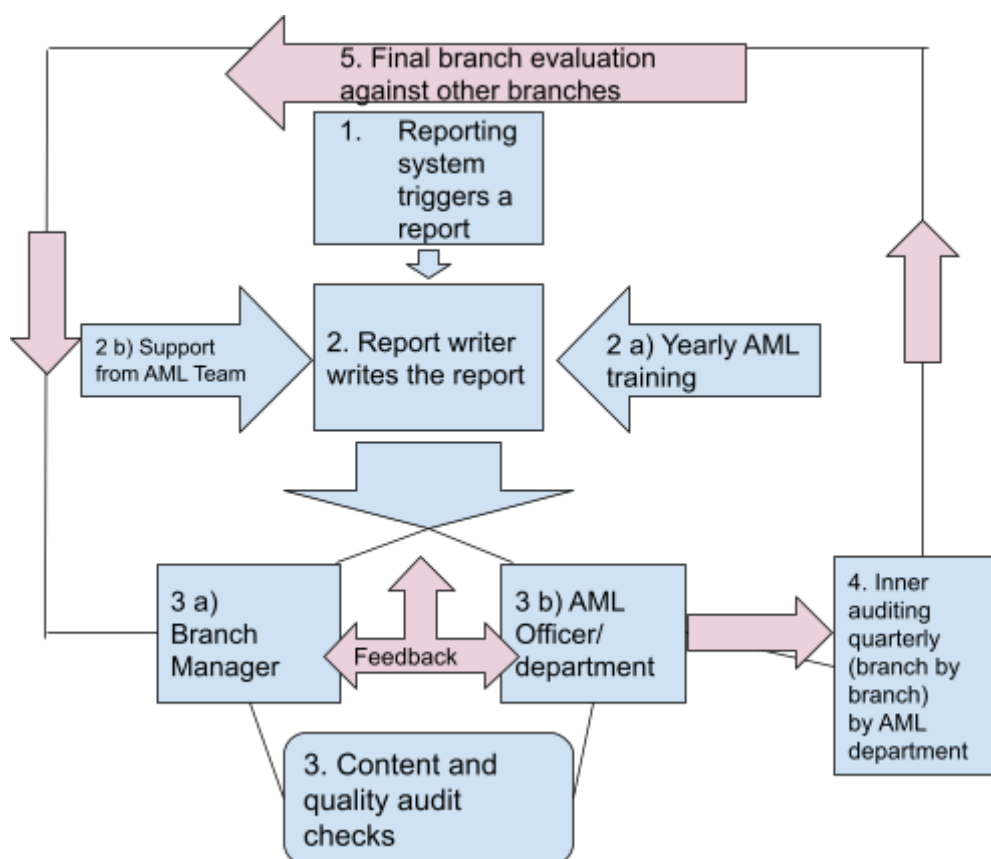 5. Final branch evaluation
against other branches
1. Reporting
system
triggers a
report
2 b) Support
from AML Team
2. Report writer
writes the report
2 a) Yearly AML
training
3 a)
Branch
Manager
Feedback
3 b) AML
Officer/
department
4. Inner
auditing
quarterly
(branch by
branch)
by AML
department
3. Content and
quality audit
checks